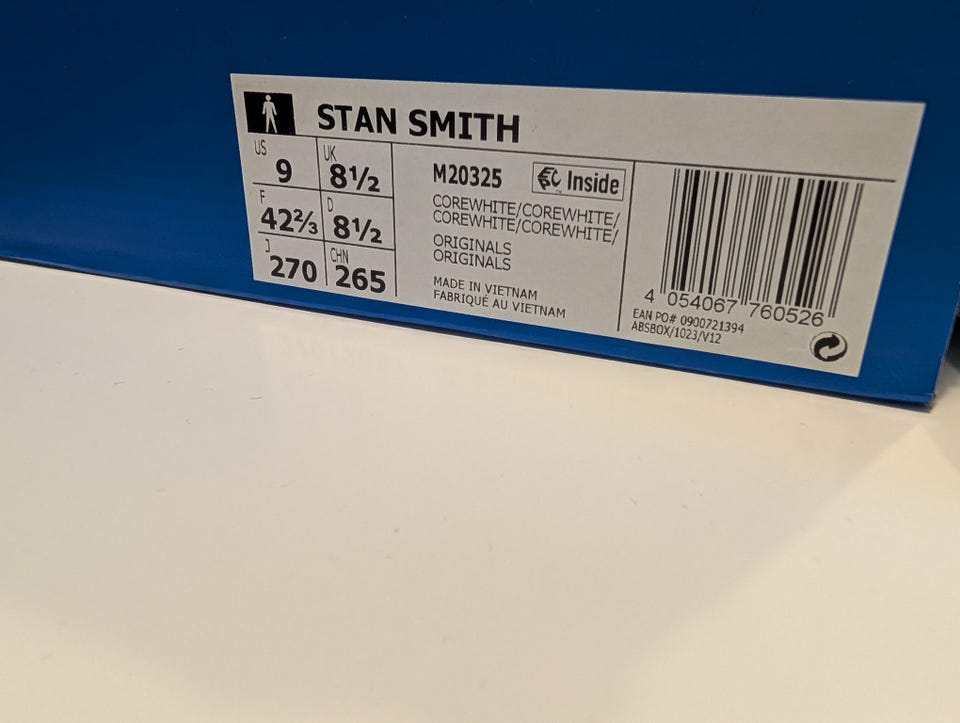 STAN SMITH
US 9 UK 8½
F 42⅔ D 8½
J 270 CHN 265
M20325 Inside
COREWHITE/COREWHITE/
COREWHITE/COREWHITE/
ORIGINALS
ORIGINALS
MADE IN VIETNAM
FABRIQUÉ AU VIETNAM
4 054067 760526
EAN PO# 0900721394
ABSBOX/1023/V12